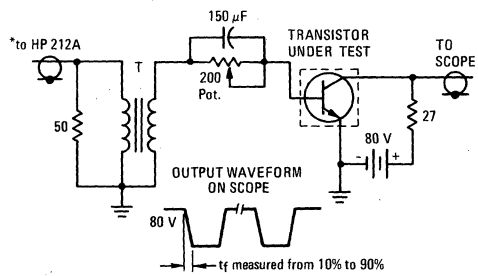 150 µF
*to HP 212A
T
50
200
Pot.
TRANSISTOR
UNDER TEST
TO
SCOPE
27
80 V
- +
OUTPUT WAVEFORM
ON SCOPE
80 V
tf measured from 10% to 90%